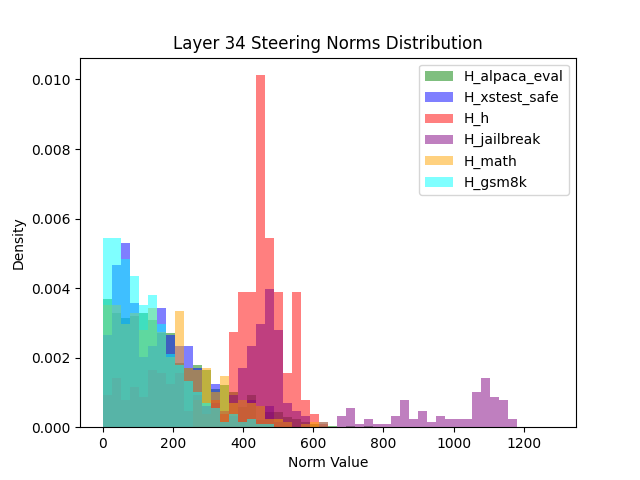 Layer 34 Steering Norms Distribution
H_alpaca_eval
H_xstest_safe
H_h
H_jailbreak
H_math
H_gsm8k
0.010
0.008
0.006
0.004
0.002
0.000
Density
0 200 400 600 800 1000 1200
Norm Value